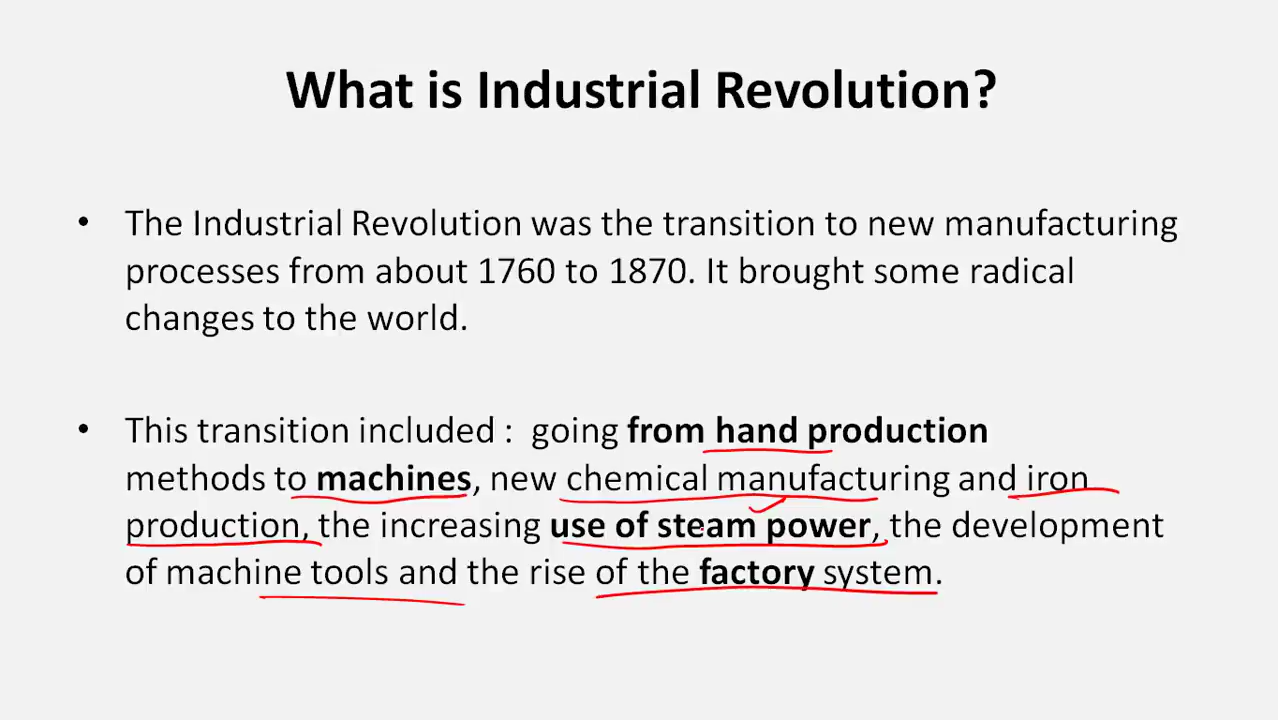 What is Industrial Revolution?
• The Industrial Revolution was the transition to new manufacturing
processes from about 1760 to 1870. It brought some radical
changes to the world.
• This transition included : going from hand production
methods to machines, new chemical manufacturing and iron
production, the increasing use of steam power, the development
of machine tools and the rise of the factory system.